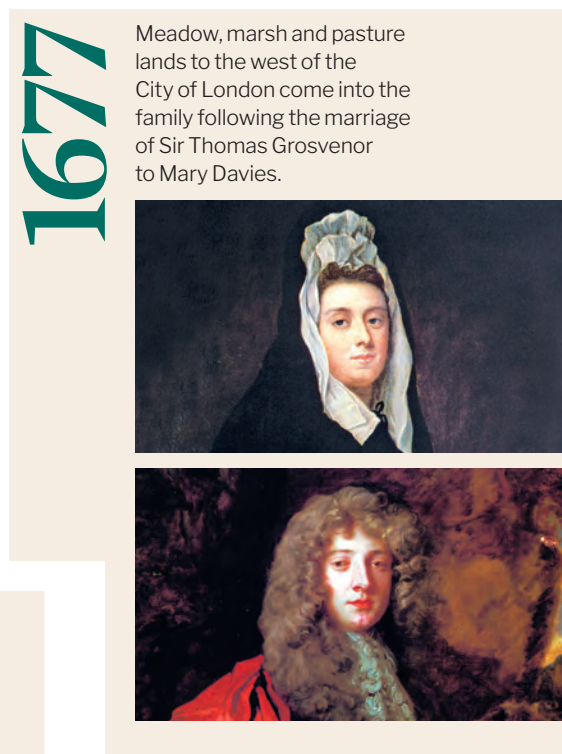 1677
Meadow, marsh and pasture
lands to the west of the
City of London come into the
family following the marriage
of Sir Thomas Grosvenor
to Mary Davies.